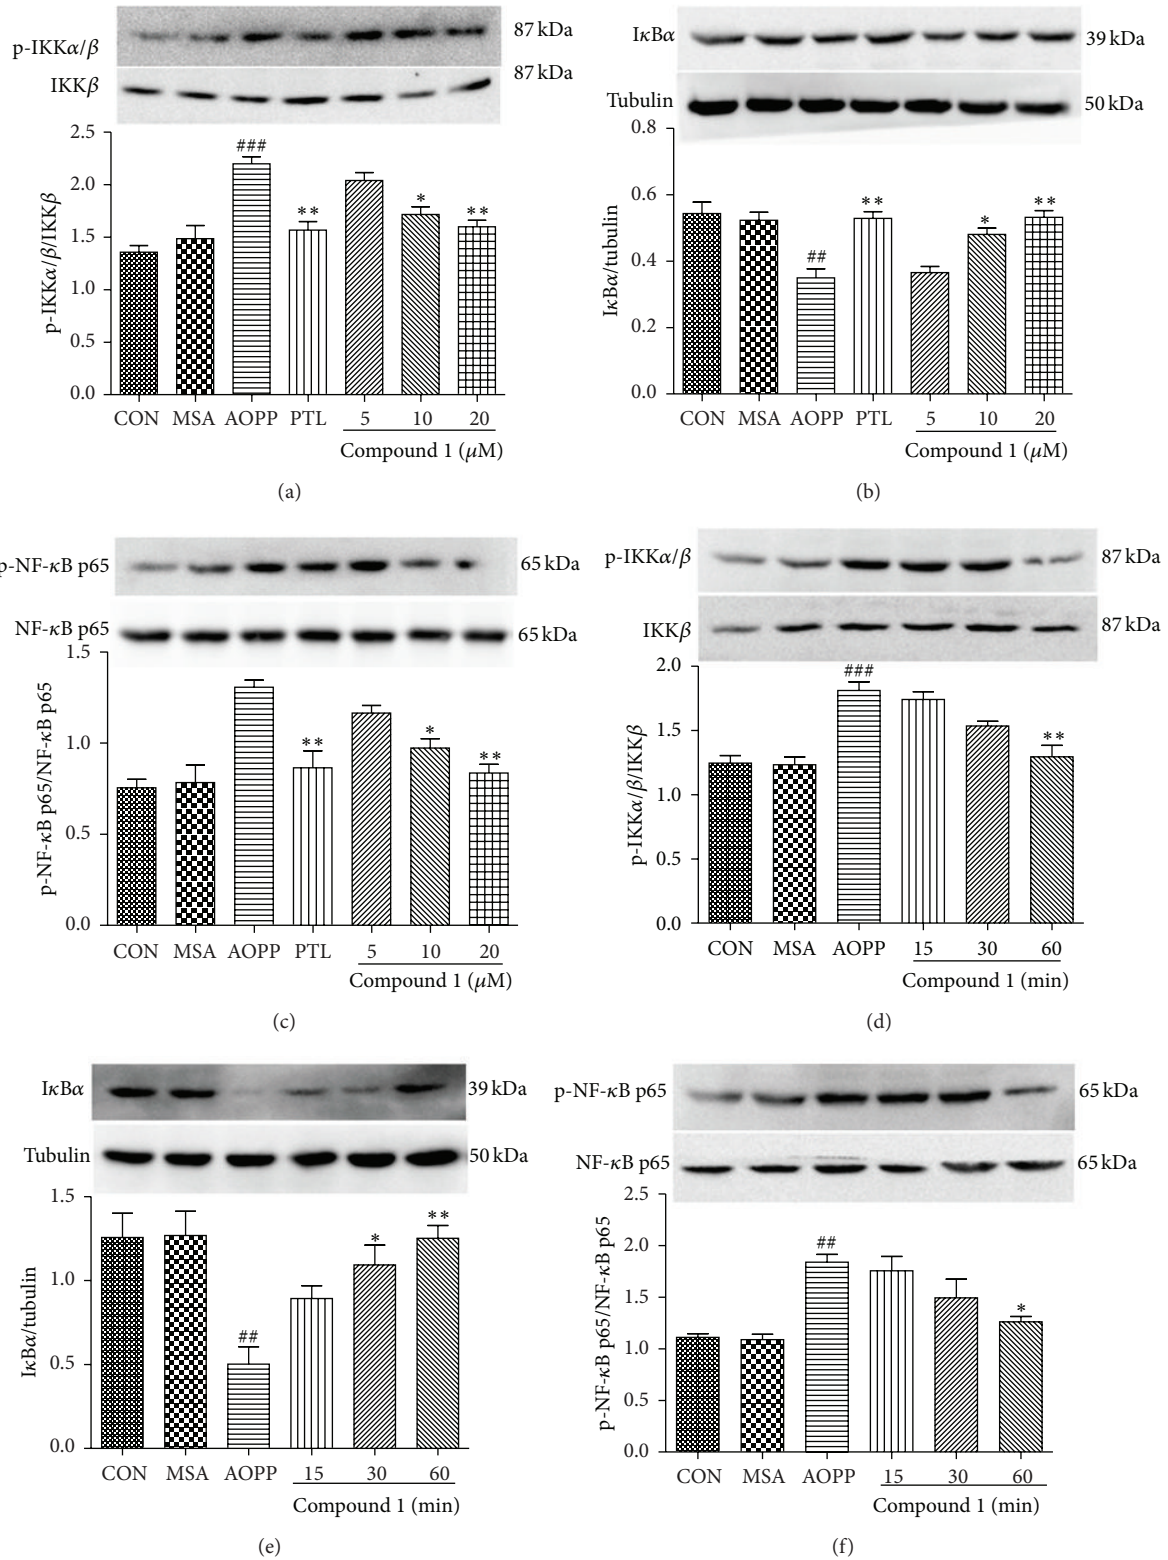 p-IKKα/β 87 kDa
IKKβ 87 kDa
2.5
2.0
1.5
1.0
0.5
0.0
p-IKKα/β/IKKβ
###
**
*
**
CON MSA AOPP PTL 5 10 20
Compound 1 (μM)
(a)
IκBα 39 kDa
Tubulin 50 kDa
0.8
0.6
0.4
0.2
0.0
IκBα/tubulin
##
**
*
**
CON MSA AOPP PTL 5 10 20
Compound 1 (μM)
(b)
p-NF-κB p65 65 kDa
NF-κB p65 65 kDa
1.5
1.0
0.5
0.0
p-NF-κB p65/NF-κB p65
**
*
**
CON MSA AOPP PTL 5 10 20
Compound 1 (μM)
(c)
p-IKKα/β 87 kDa
IKKβ 87 kDa
2.0
1.5
1.0
0.5
0.0
p-IKKα/β/IKKβ
###
**
CON MSA AOPP 15 30 60
Compound 1 (min)
(d)
IκBα 39 kDa
Tubulin 50 kDa
1.5
1.0
0.5
0.0
IκBα/tubulin
##
*
**
CON MSA AOPP 15 30 60
Compound 1 (min)
(e)
p-NF-κB p65 65 kDa
NF-κB p65 65 kDa
2.5
2.0
1.5
1.0
0.5
0.0
p-NF-κB p65/NF-κB p65
##
*
CON MSA AOPP 15 30 60
Compound 1 (min)
(f)